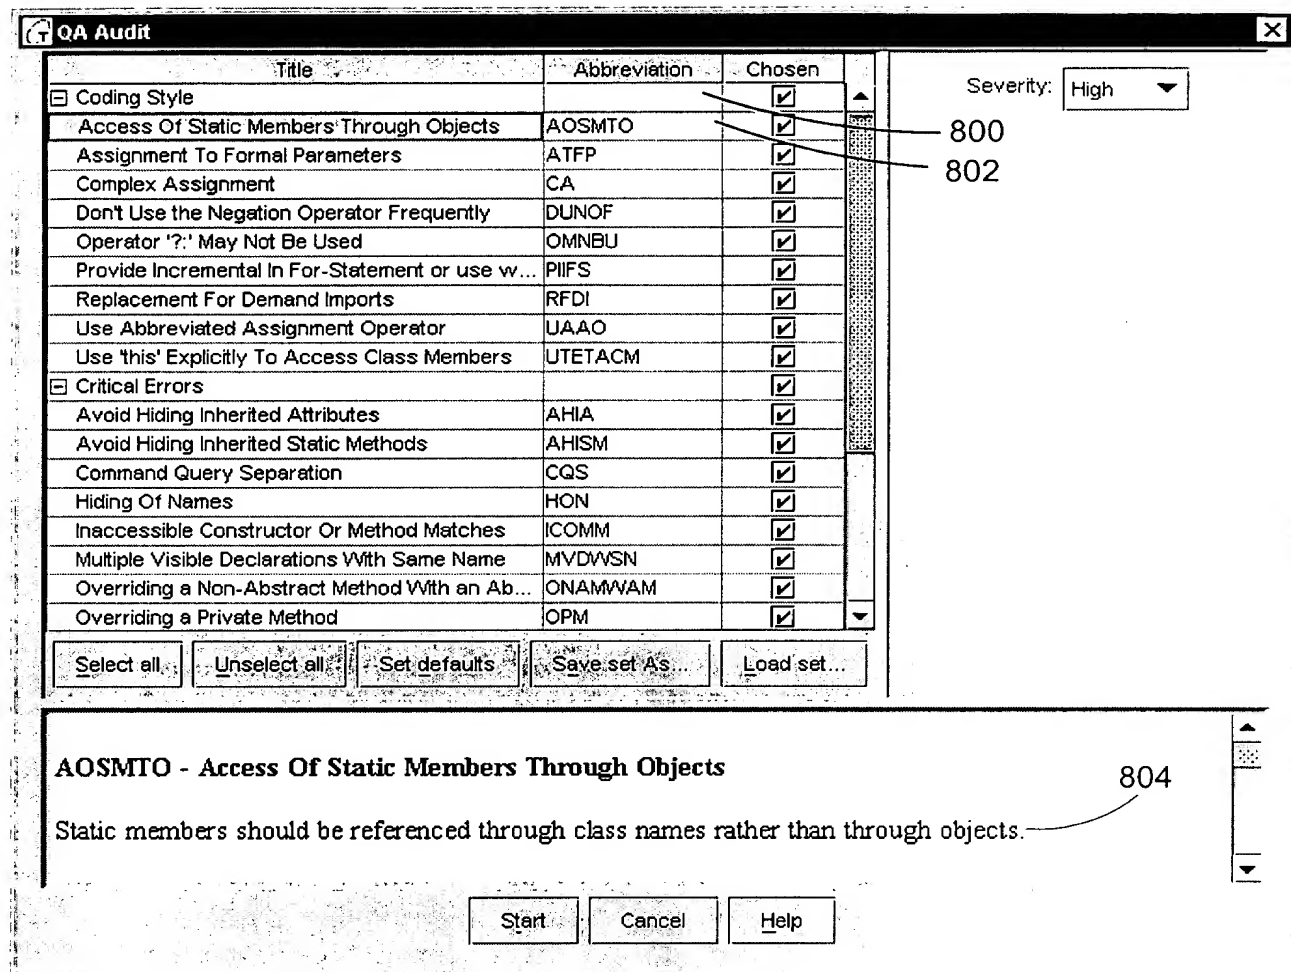 QA Audit
Title Abbreviation Chosen
Severity: High
Coding Style
800
Access Of Static Members Through Objects AOSMTO
802
Assignment To Formal Parameters ATFP
Complex Assignment CA
Don't Use the Negation Operator Frequently DUNOF
Operator '?:' May Not Be Used OMNBU
Provide Incremental In For-Statement or use w... PIIFS
Replacement For Demand Imports RFDI
Use Abbreviated Assignment Operator UAAO
Use 'this' Explicitly To Access Class Members UTETACM
Critical Errors
Avoid Hiding Inherited Attributes AHIA
Avoid Hiding Inherited Static Methods AHISM
Command Query Separation CQS
Hiding Of Names HON
Inaccessible Constructor Or Method Matches ICOMM
Multiple Visible Declarations With Same Name MVDWSN
Overriding a Non-Abstract Method With an Ab... ONAMWAM
Overriding a Private Method OPM
Select all Unselect all Set defaults Save set As... Load set...
AOSMTO - Access Of Static Members Through Objects
804
Static members should be referenced through class names rather than through objects.
Start Cancel Help